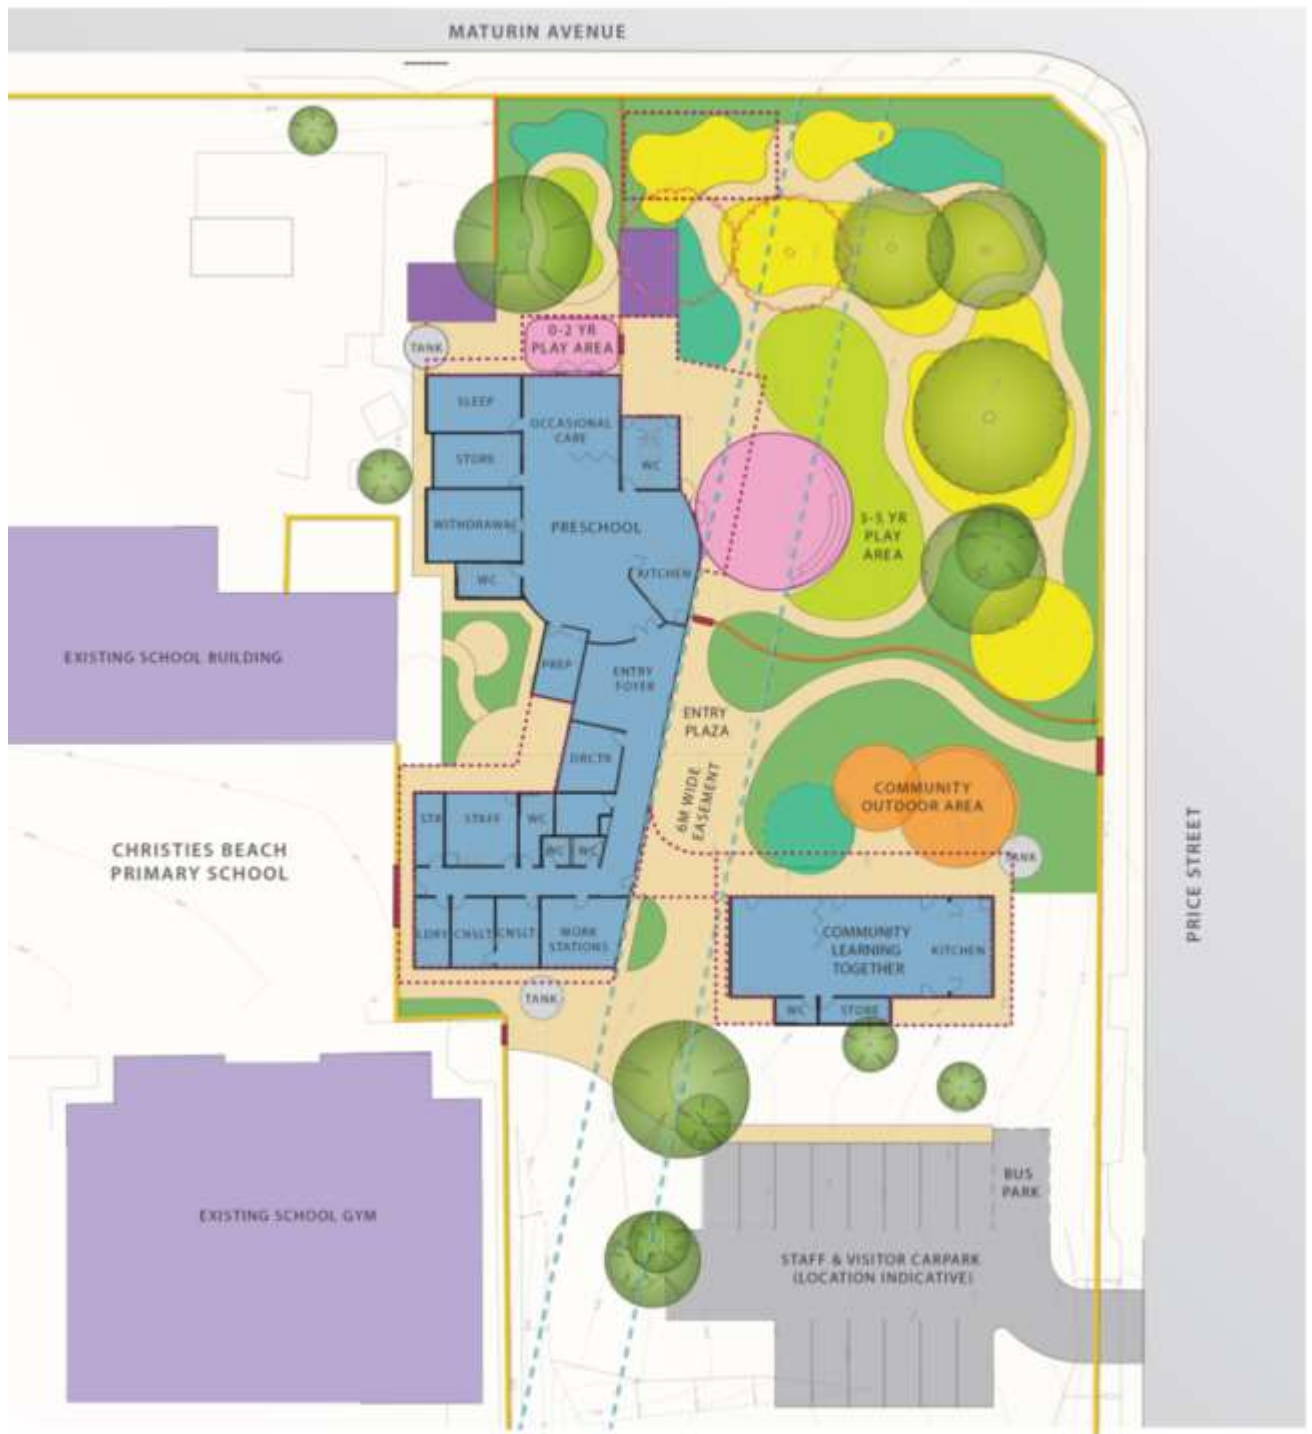 MATURIN AVENUE
0-2 YR
PLAY AREA
TANK
SLEEP
OCCASIONAL
CARE
STORE
WC
WITHDRAWAL
PRESCHOOL
3-5 YR
PLAY
AREA
WC
KITCHEN
EXISTING SCHOOL BUILDING
PREP
ENTRY
FOYER
ENTRY
PLAZA
DRCTR
6M WIDE
EASEMENT
COMMUNITY
OUTDOOR AREA
STR
STAFF
WC
WC
WC
TANK
CHRISTIES BEACH
PRIMARY SCHOOL
PRICE STREET
LDRY
CNSLT
CNSLT
WORK
STATIONS
COMMUNITY
LEARNING
TOGETHER
KITCHEN
TANK
WC
STORE
BUS
PARK
EXISTING SCHOOL GYM
STAFF & VISITOR CARPARK
(LOCATION INDICATIVE)